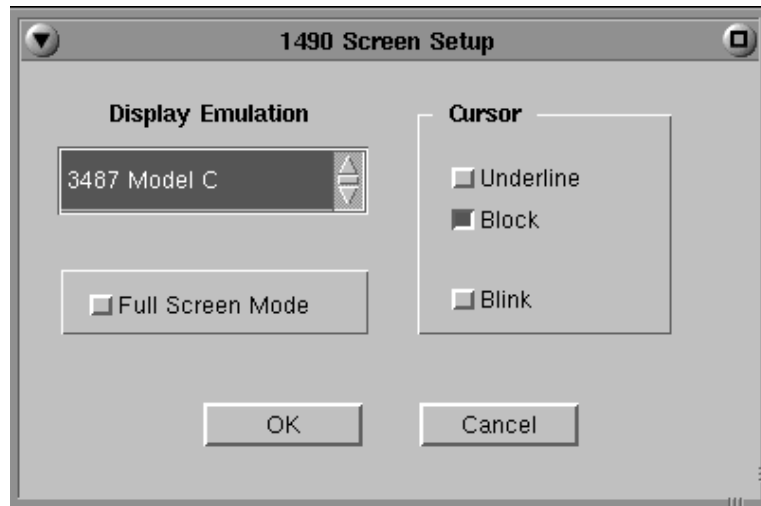 1490 Screen Setup
Display Emulation
3487 Model C
Full Screen Mode
Cursor
Underline
Block
Blink
OK
Cancel